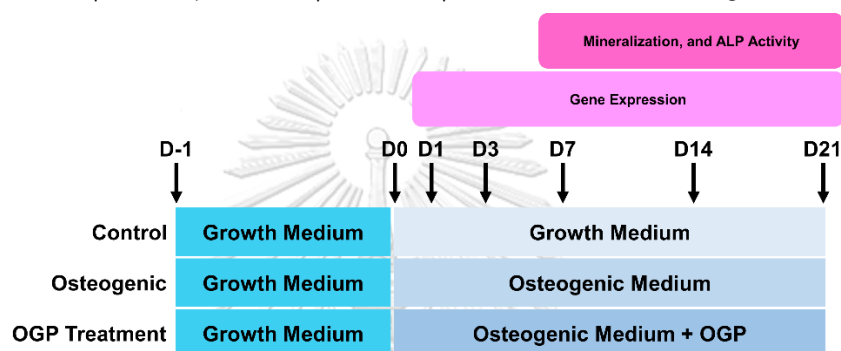 Mineralization, and ALP Activity
Gene Expression
D-1 D0 D1 D3 D7 D14 D21
Control Growth Medium Growth Medium
Osteogenic Growth Medium Osteogenic Medium
OGP Treatment Growth Medium Osteogenic Medium + OGP